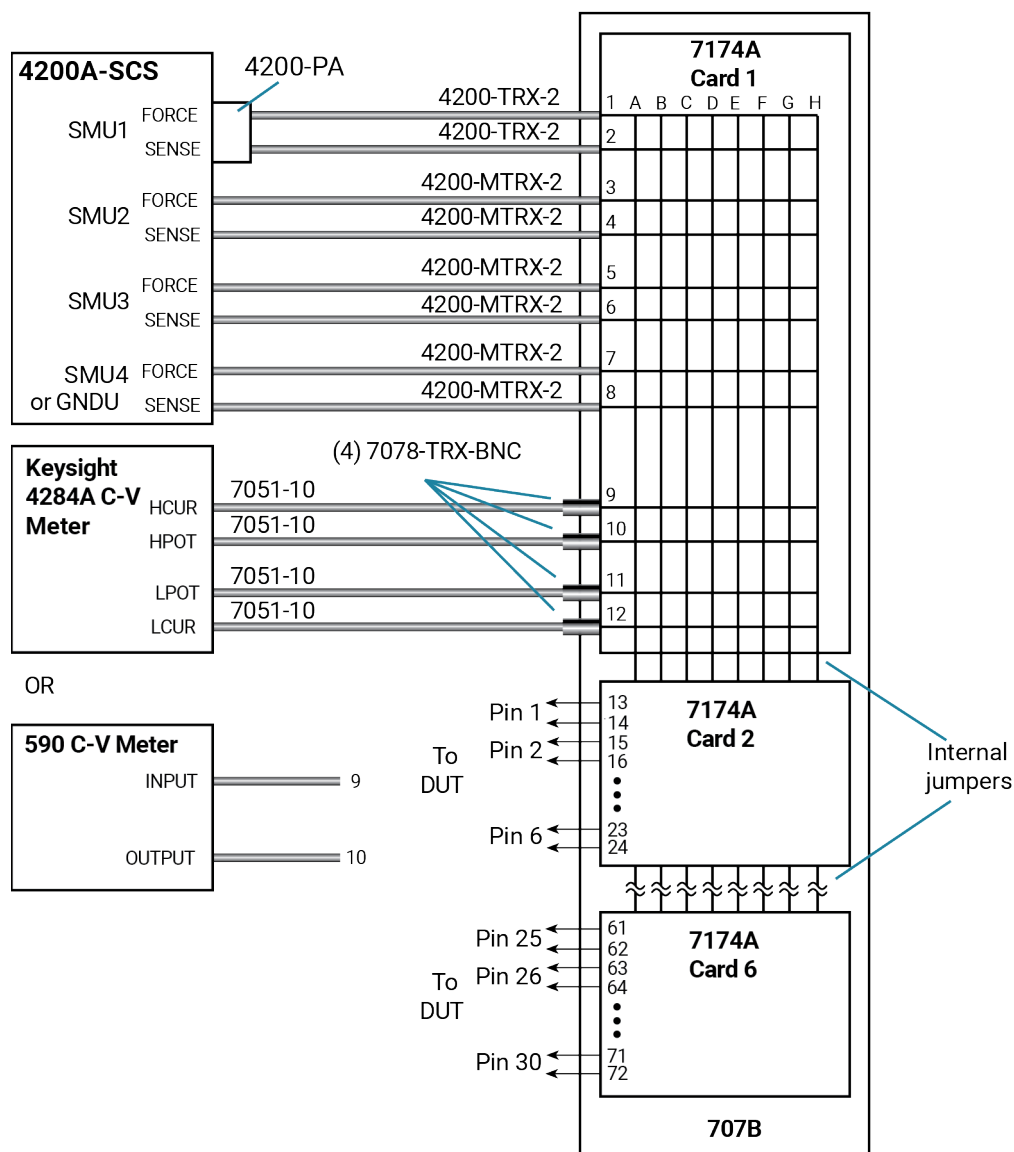 4200A-SCS
4200-PA
SMU1
FORCE
SENSE
4200-TRX-2
4200-TRX-2
SMU2
FORCE
SENSE
4200-MTRX-2
4200-MTRX-2
SMU3
FORCE
SENSE
4200-MTRX-2
4200-MTRX-2
SMU4
or GNDU
FORCE
SENSE
4200-MTRX-2
4200-MTRX-2
7174A
Card 1
1 A B C D E F G H
2
3
4
5
6
7
8
9
10
11
12
(4) 7078-TRX-BNC
Keysight
4284A C-V
Meter
HCUR
HPOT
LPOT
LCUR
7051-10
7051-10
7051-10
7051-10
OR
590 C-V Meter
INPUT
9
OUTPUT
10
To
DUT
Pin 1
Pin 2
Pin 6
13
14
15
16
23
24
7174A
Card 2
Internal
jumpers
To
DUT
Pin 25
Pin 26
Pin 30
61
62
63
64
71
72
7174A
Card 6
707B